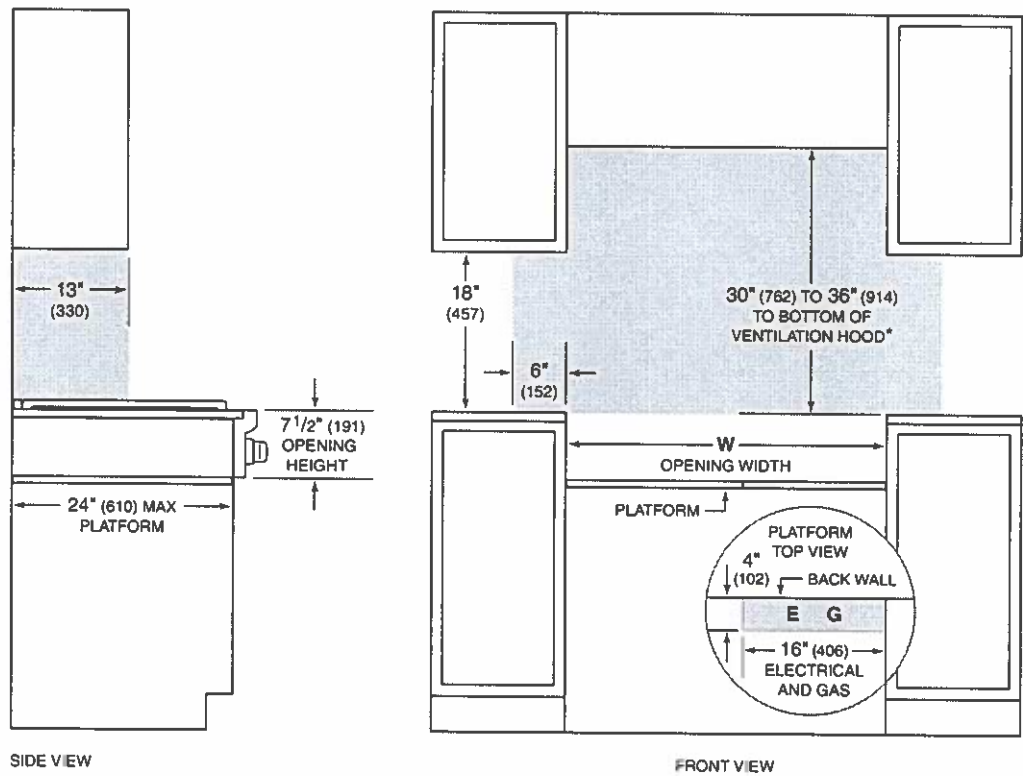 13"
(330)
7 1/2" (191)
OPENING
HEIGHT
24" (610) MAX
PLATFORM
SIDE VIEW
18"
(457)
6"
(152)
30" (762) TO 36" (914)
TO BOTTOM OF
VENTILATION HOOD*
W
OPENING WIDTH
PLATFORM
PLATFORM
TOP VIEW
4"
(102)
BACK WALL
E G
16" (406)
ELECTRICAL
AND GAS
FRONT VIEW